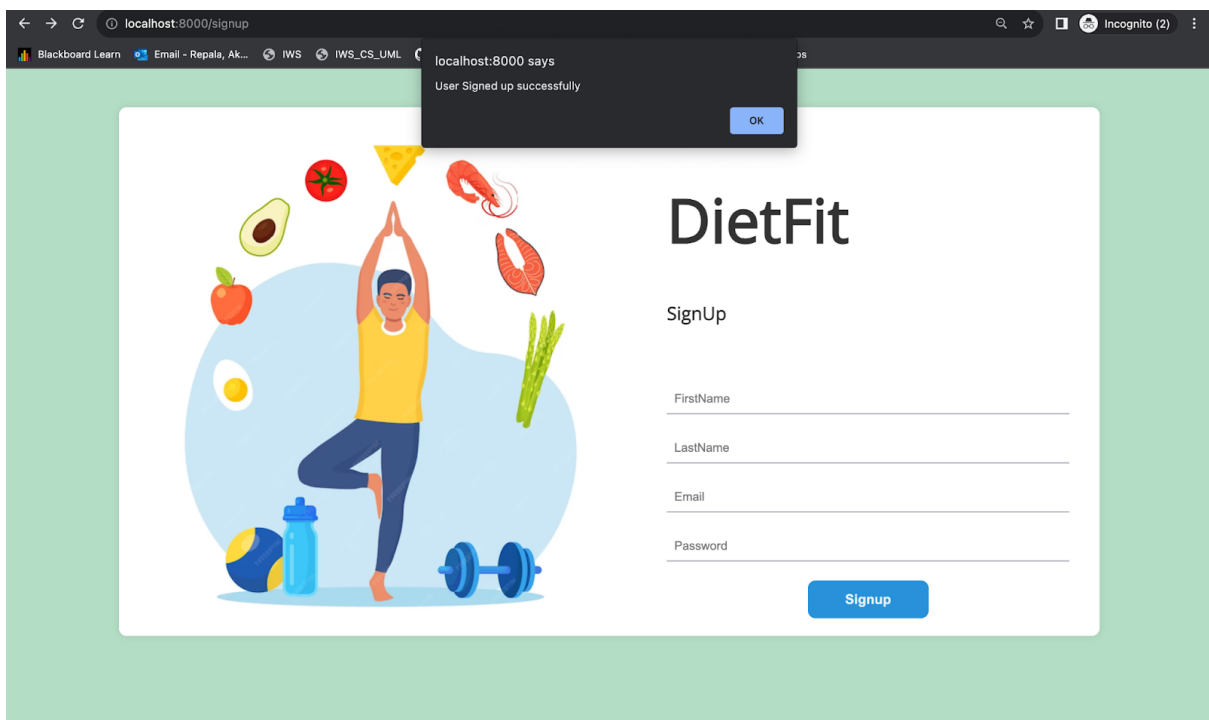 localhost:8000/signup
Incognito (2)
Blackboard Learn
Email - Repala, Ak...
IWS
IWS_CS_UML
localhost:8000 says
User Signed up successfully
OK
DietFit
SignUp
FirstName
LastName
Email
Password
Signup